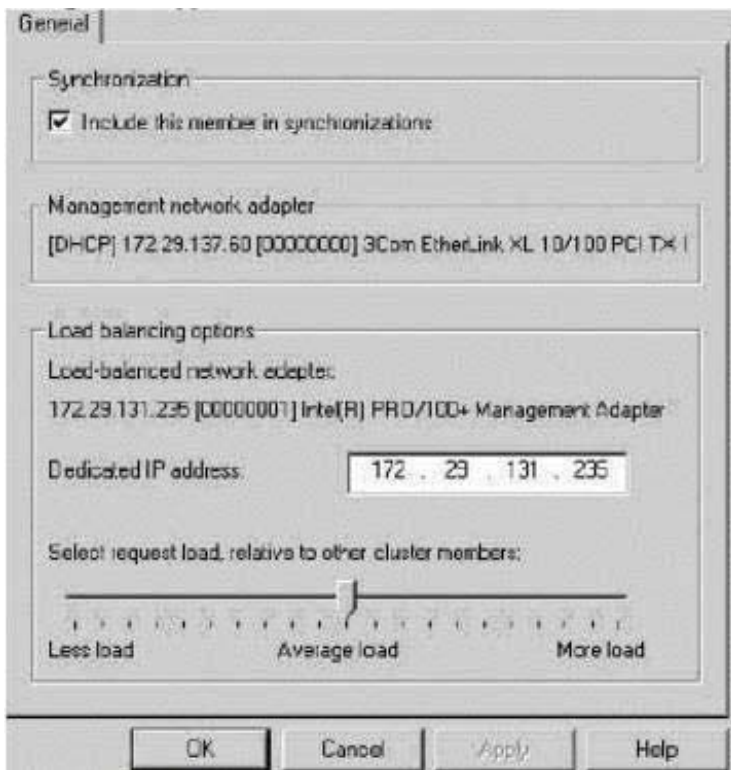 General
Synchronization
Include this member in synchronizations
Management network adapter
[DHCP] 172.29.137.60 [00000000] 3Com EtherLink XL 10/100 PCI TX
Load balancing options
Load-balanced network adapter:
172.29.131.235 [00000001] Intel(R) PRO/100+ Management Adapter
Dedicated IP address:
172 . 29 . 131 . 235
Select request load, relative to other cluster members:
Less load Average load More load
OK Cancel Apply Help